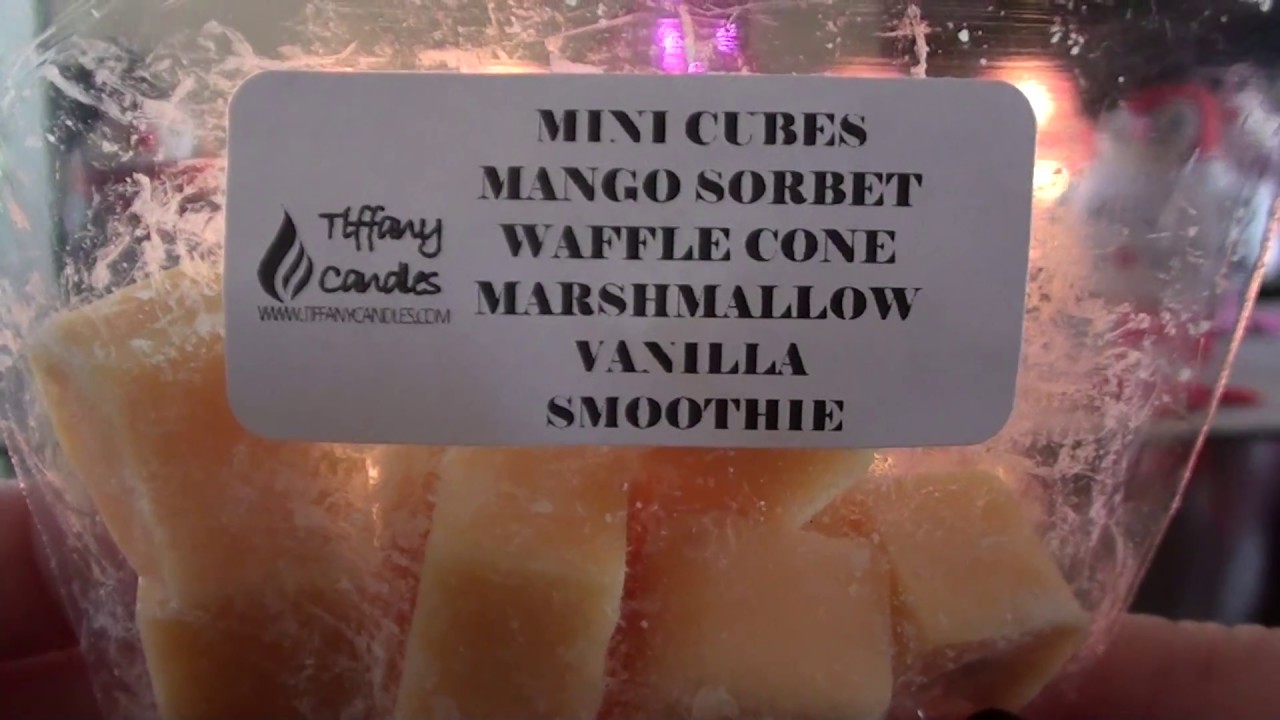 Tiffany
Candles
WWW.TIFFANYCANDLES.COM
MINI CUBES
MANGO SORBET
WAFFLE CONE
MARSHMALLOW
VANILLA
SMOOTHIE